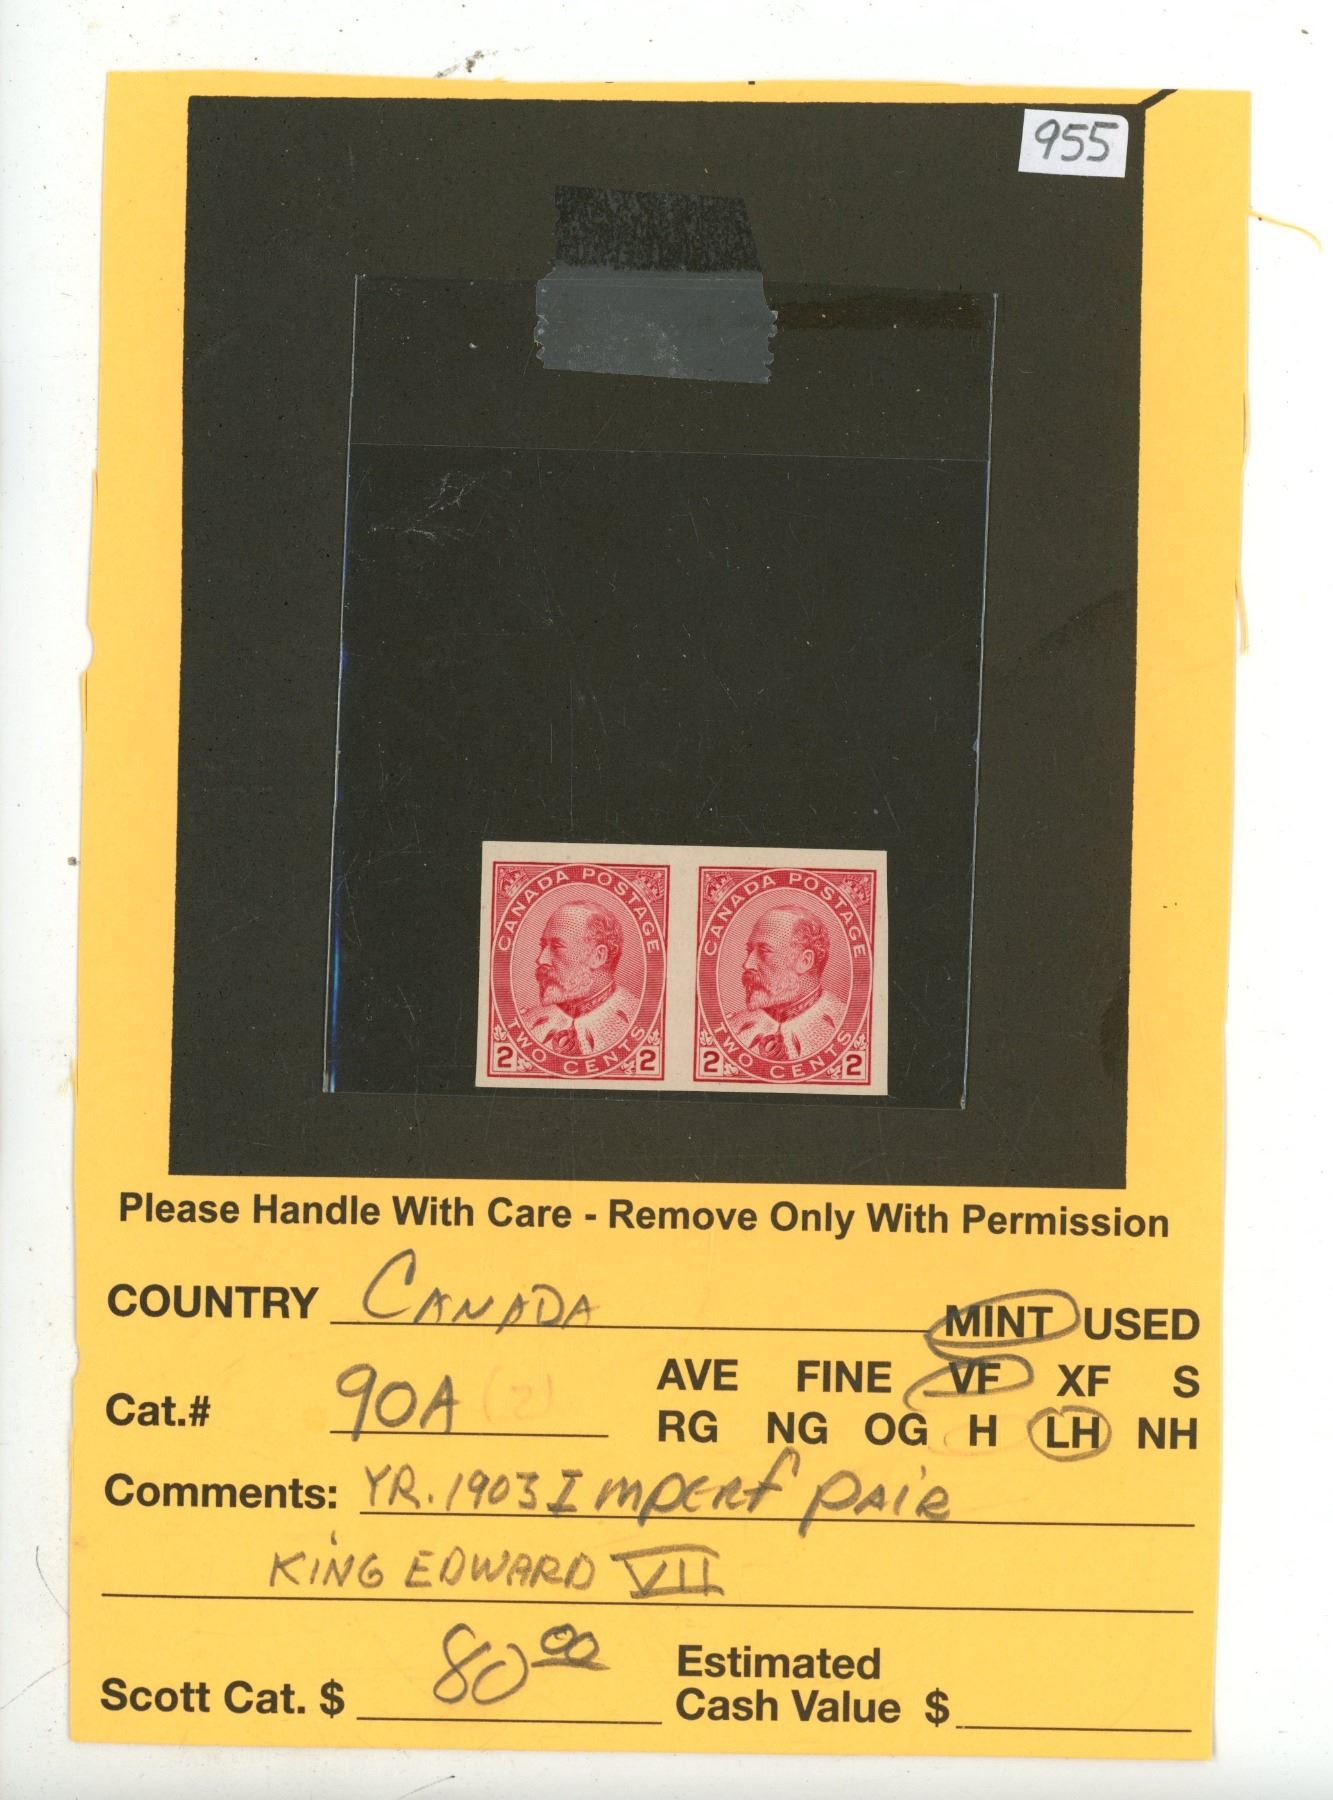 955
CANADA POSTAGE CANADA POSTAGE
TWO CENTS TWO CENTS
2 2 2 2
Please Handle With Care - Remove Only With Permission
COUNTRY CANADA MINT USED
AVE FINE VF XF S
Cat.# 90A (2)
RG NG OG H LH NH
Comments: YR. 1903 Imperf PAIR
KING EDWARD VII
Scott Cat. $ 80.00
Estimated
Cash Value $